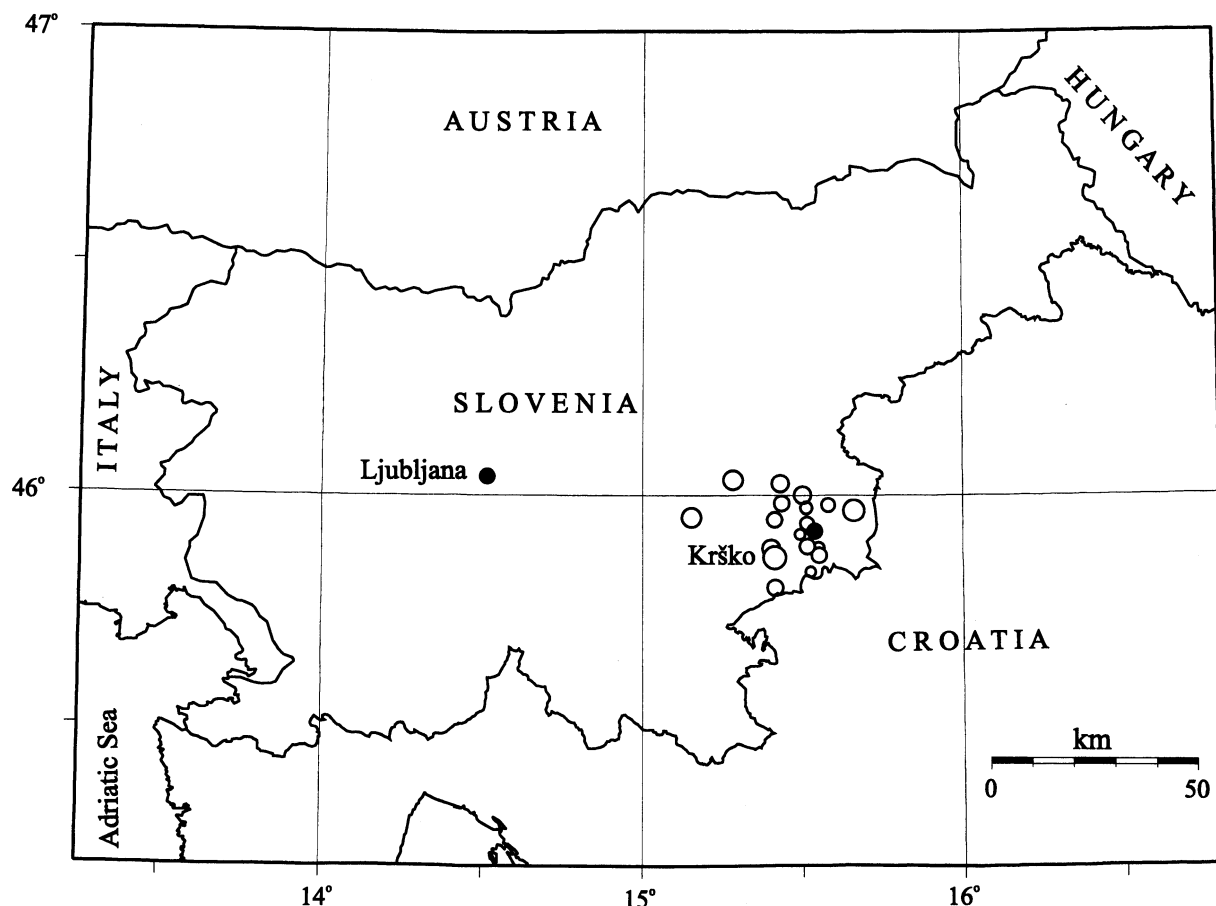 47°
AUSTRIA
HUNGARY
ITALY
SLOVENIA
Ljubljana
46°
Krško
CROATIA
Adriatic Sea
km
0 50
14° 15° 16°